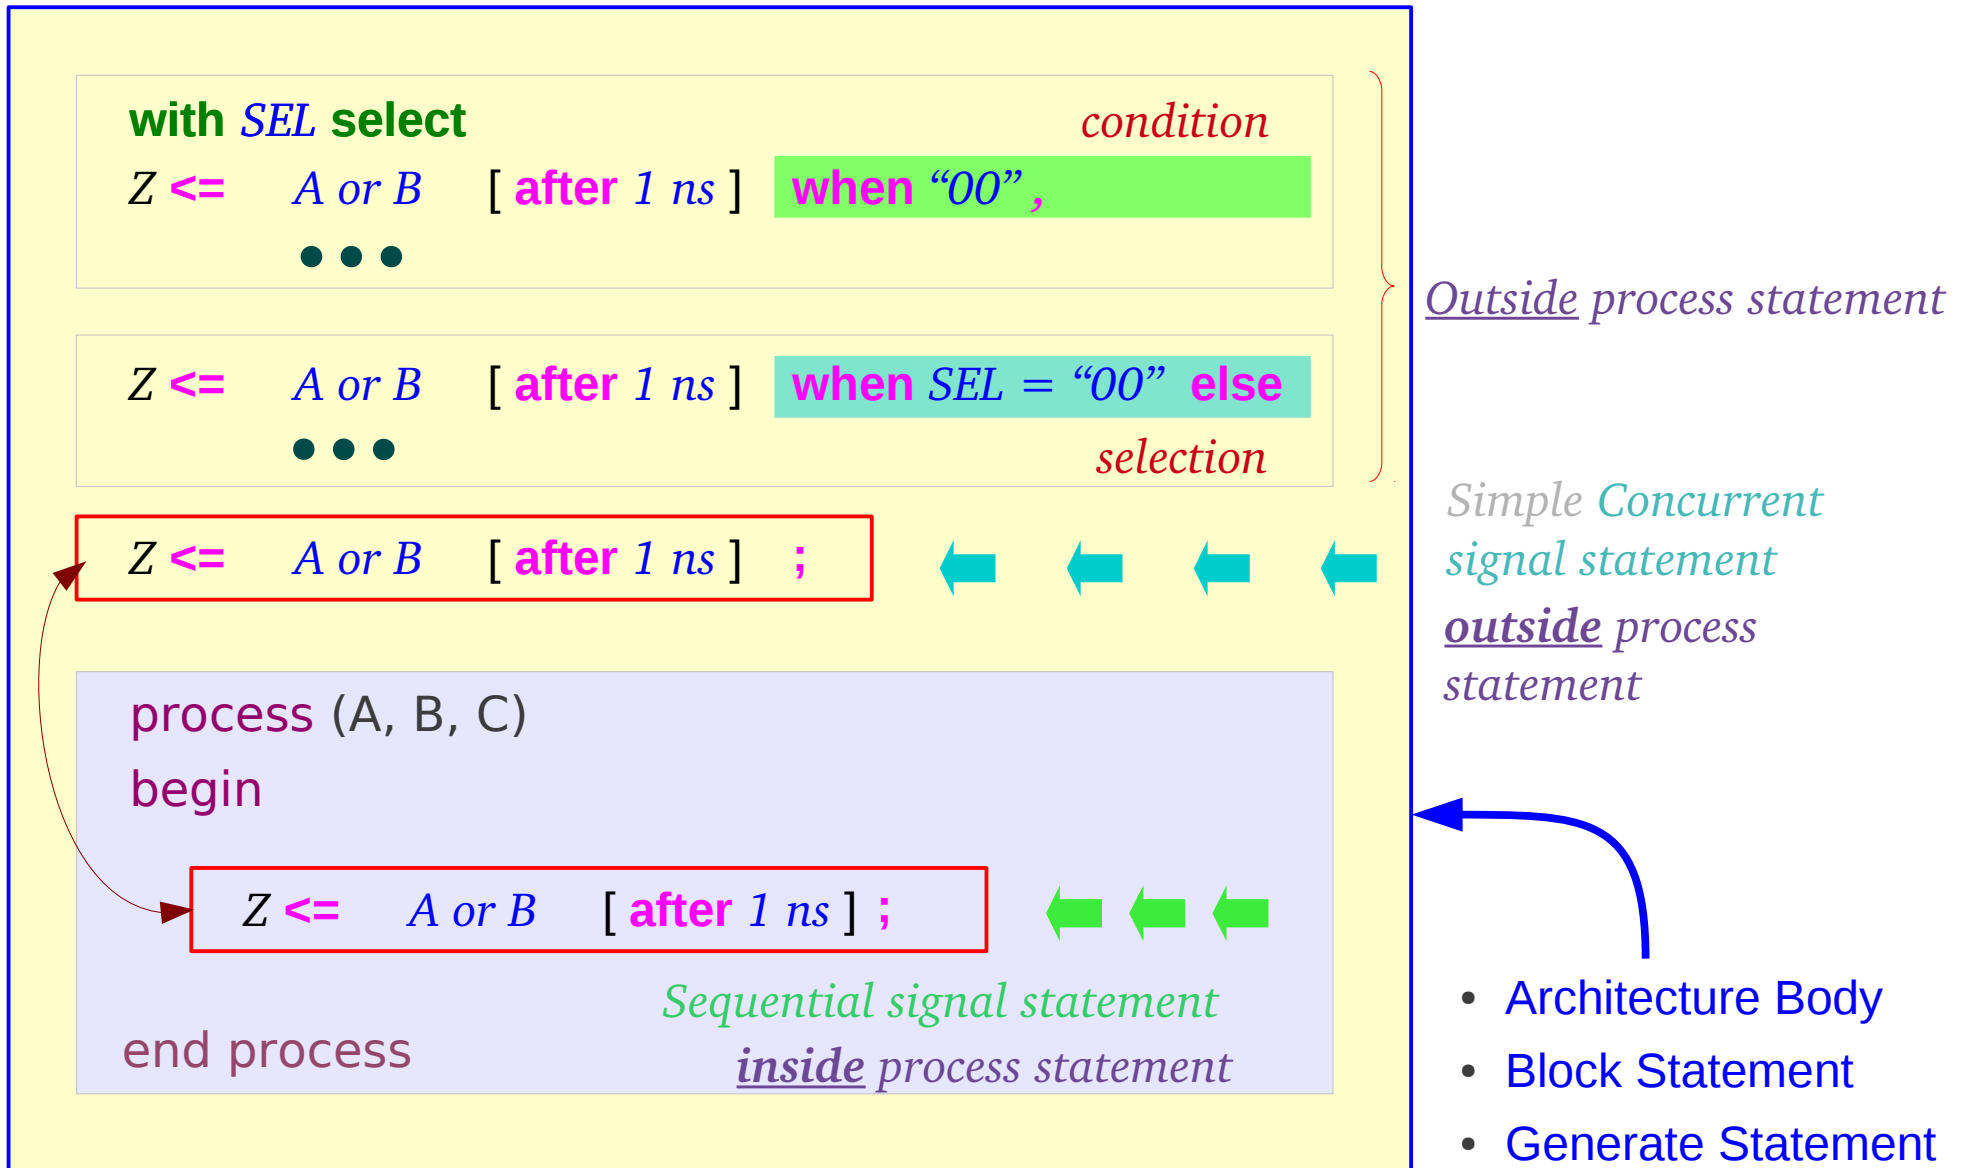 with SEL select
condition
Z <= A or B [ after 1 ns ] when “00” ,
Z <= A or B [ after 1 ns ] when SEL = “00” else
selection
Z <= A or B [ after 1 ns ] ;
process (A, B, C)
begin
Z <= A or B [ after 1 ns ] ;
Sequential signal statement
end process
inside process statement
Outside process statement
Simple Concurrent
signal statement
outside process
statement
• Architecture Body
• Block Statement
• Generate Statement